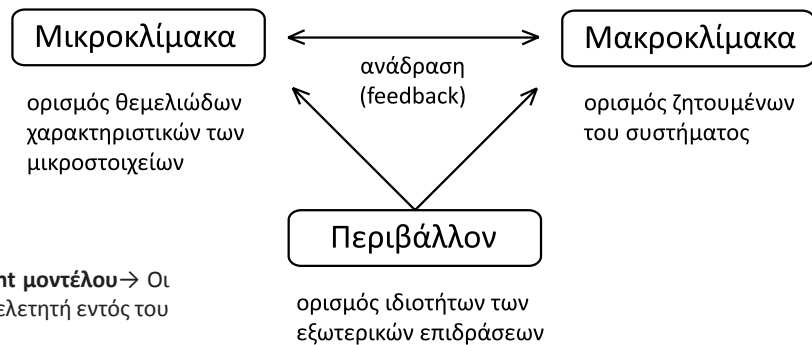 Μικροκλίμακα
Μακροκλίμακα
ανάδραση
(feedback)
ορισμός θεμελιώδων
χαρακτηριστικών των
μικροστοιχείων
ορισμός ζητουμένων
του συστήματος
Περιβάλλον
nt μοντέλου→ Οι
ελετητή εντός του
ορισμός ιδιοτήτων των
εξωτερικών επιδράσεων